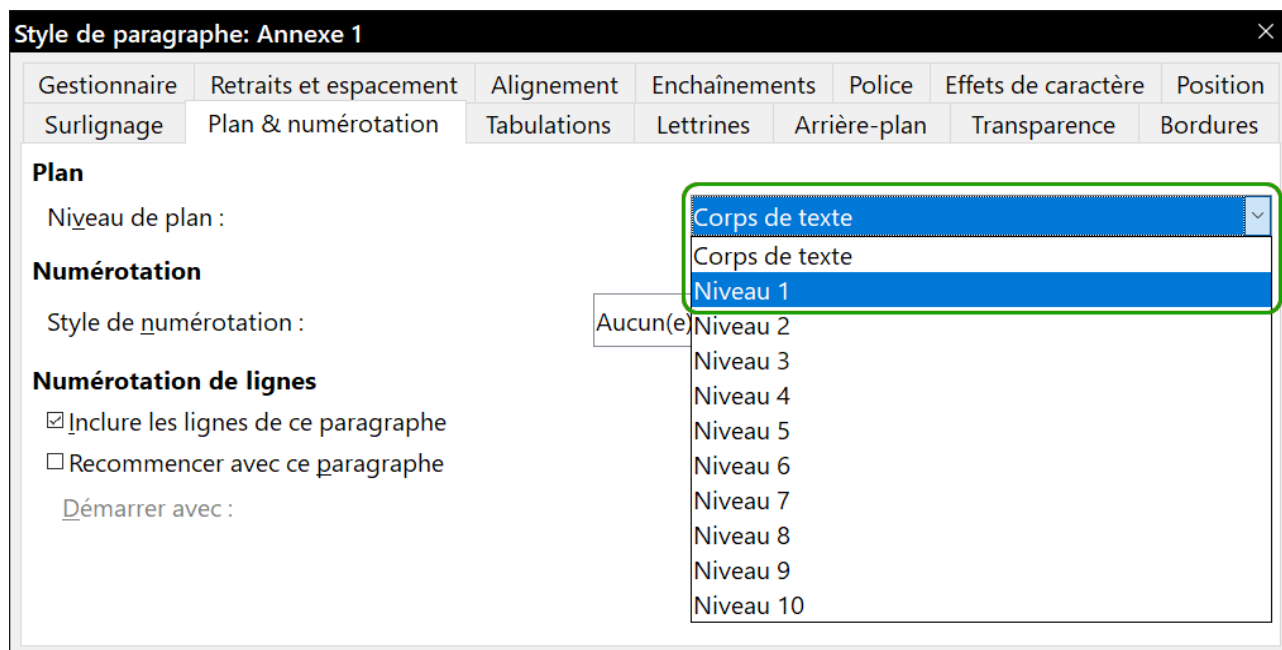 Style de paragraphe: Annexe 1
Gestionnaire Retraits et espacement Alignement Enchaînements Police Effets de caractère Position
Surlignage Plan & numérotation Tabulations Lettrines Arrière-plan Transparence Bordures
Plan
Niveau de plan : Corps de texte
Corps de texte
Numérotation
Niveau 1
Style de numérotation : Aucun(e) Niveau 2
Niveau 3
Numérotation de lignes
Niveau 4
Inclure les lignes de ce paragraphe
Niveau 5
Recommencer avec ce paragraphe
Niveau 6
Niveau 7
Démarrer avec :
Niveau 8
Niveau 9
Niveau 10